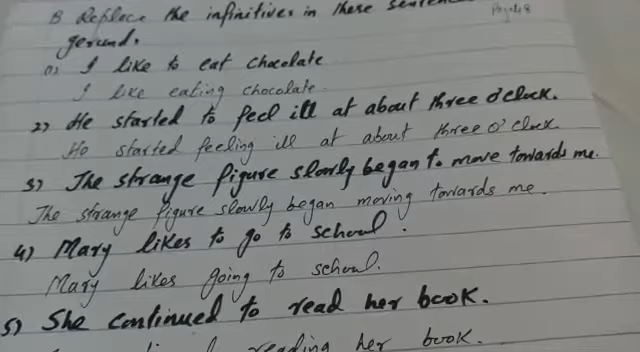 B Replace the infinitives in these sentenc
Page 48
gerund.
(1) I like to eat chocolate
I like eating chocolate.
2) He started to feel ill at about three o'clock.
He started feeling ill at about three o'clock
3) The strange figure slowly began to move towards me.
The strange figure slowly began moving towards me.
4) Mary likes to go to school.
Mary likes going to school.
5) She continued to read her book.
reading her book.